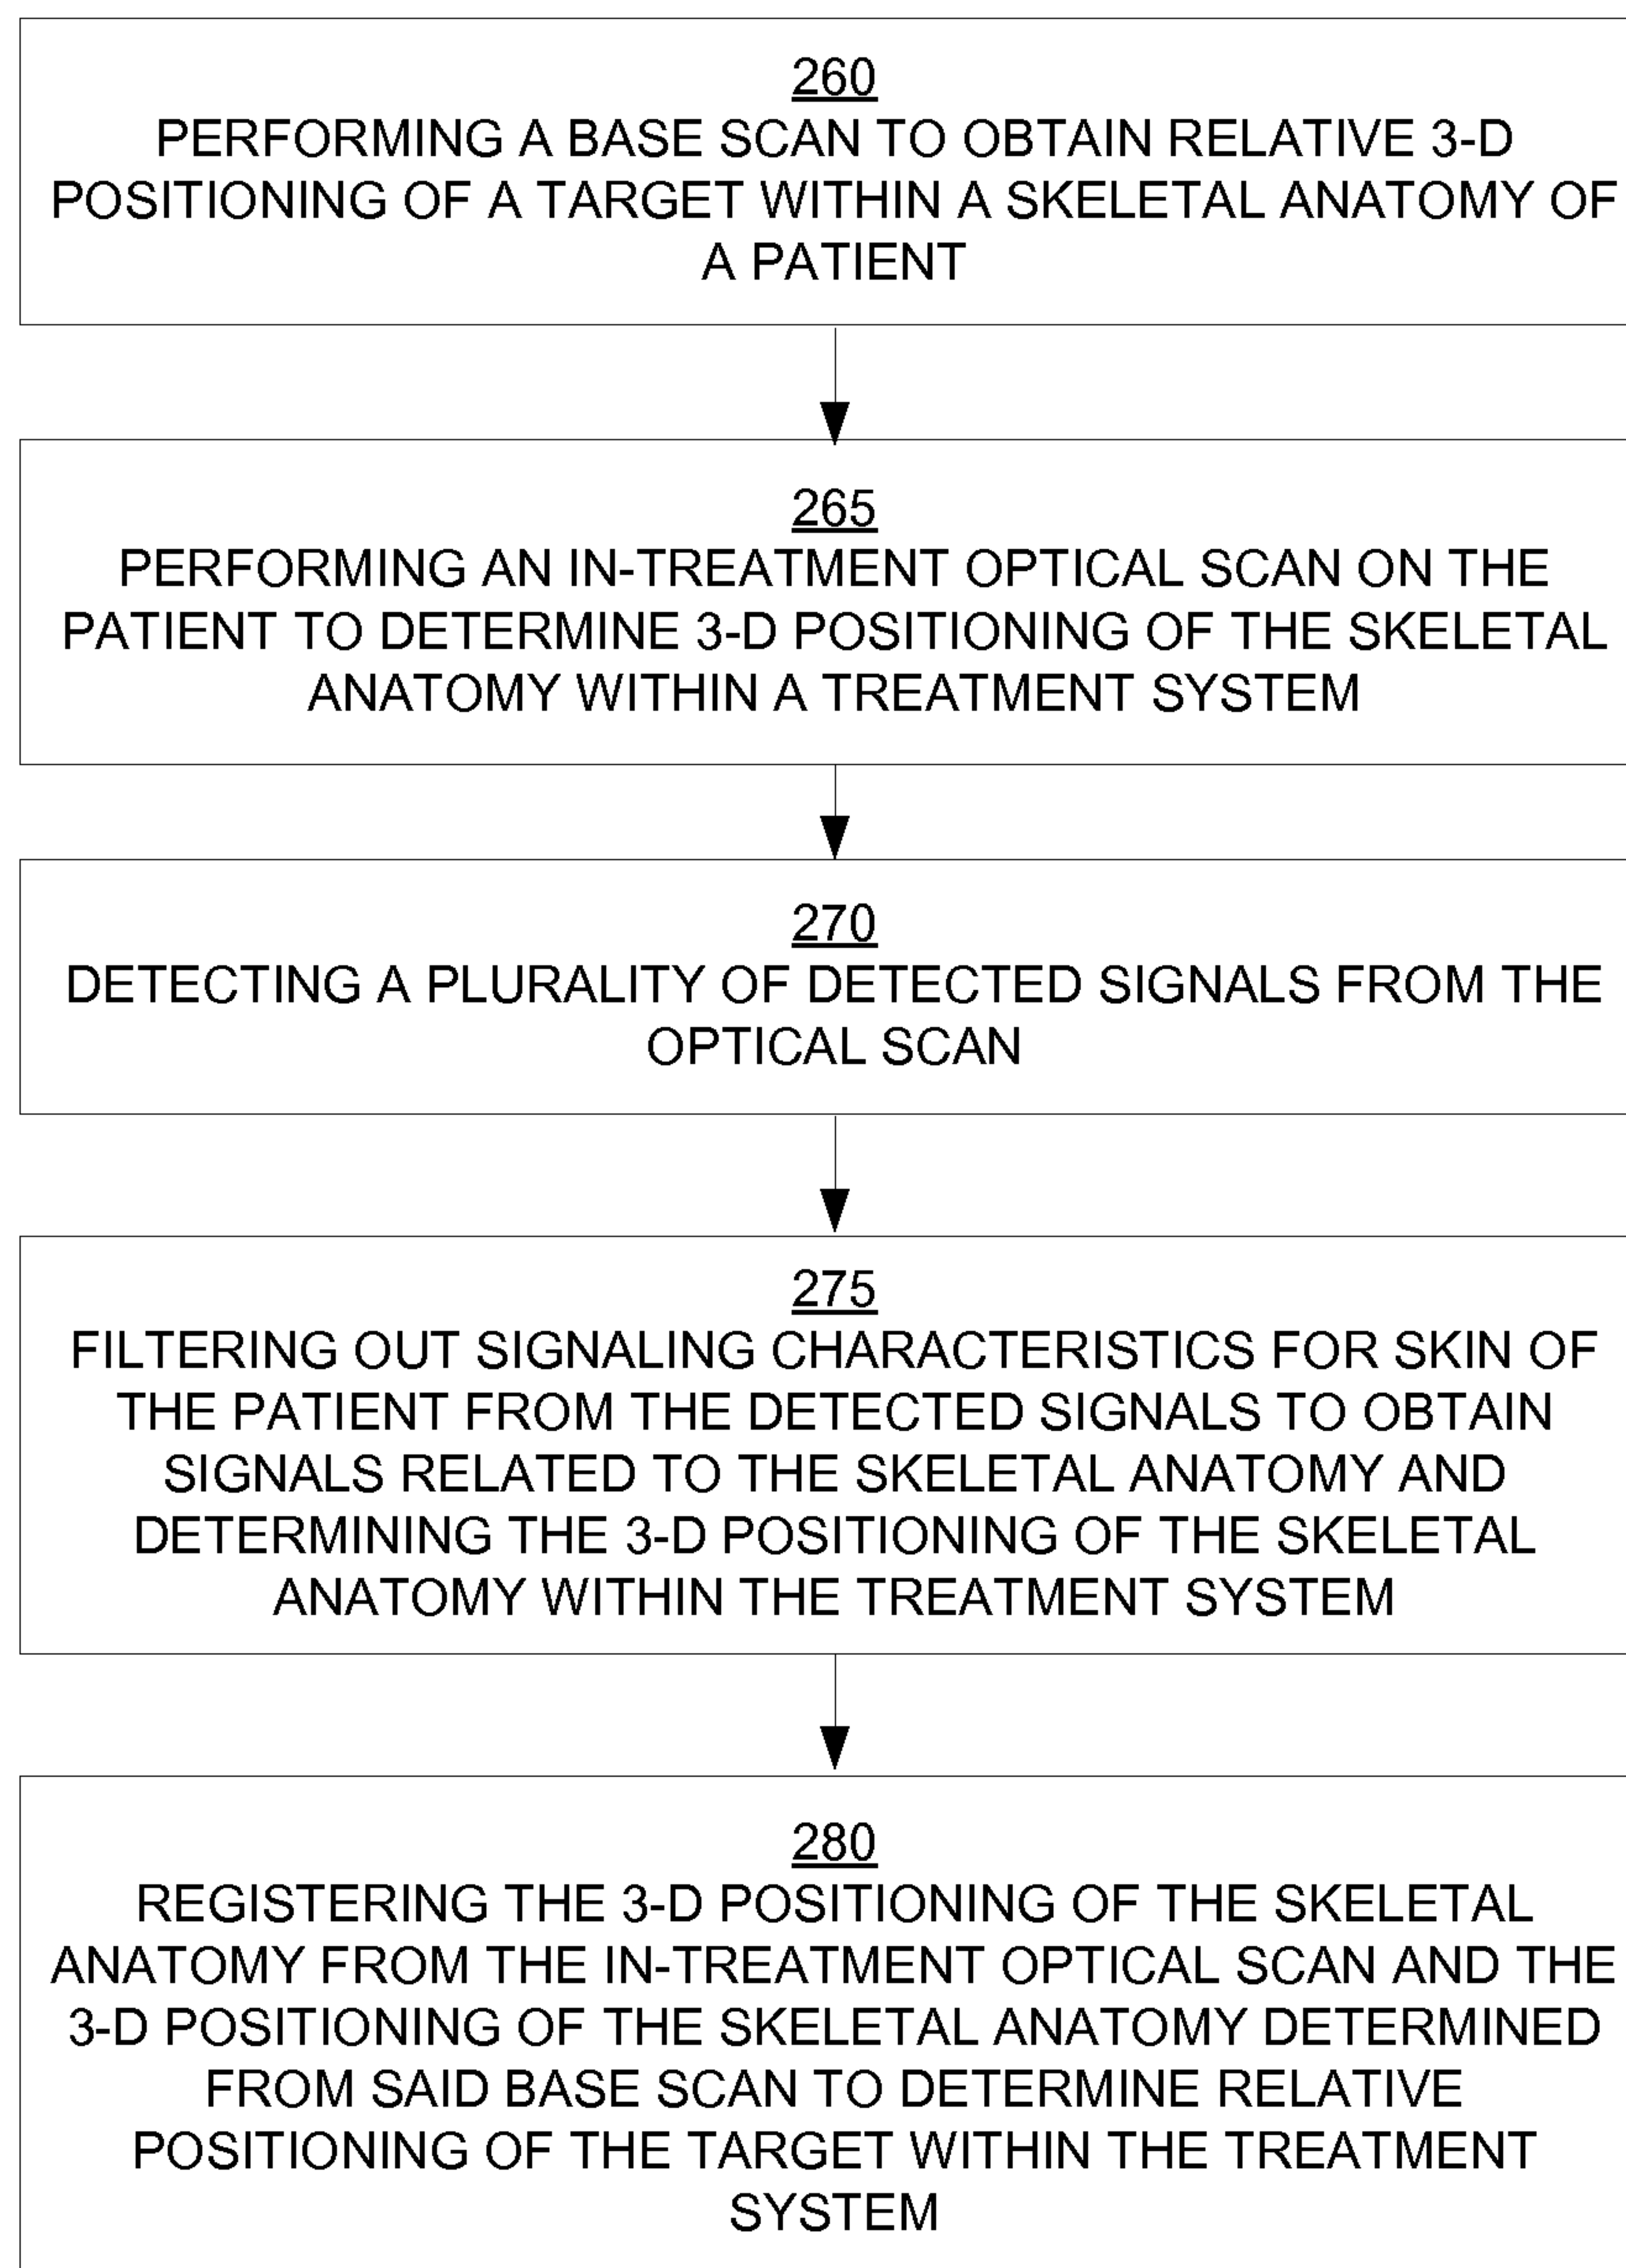 260
PERFORMING A BASE SCAN TO OBTAIN RELATIVE 3-D
POSITIONING OF A TARGET WITHIN A SKELETAL ANATOMY OF
A PATIENT
265
PERFORMING AN IN-TREATMENT OPTICAL SCAN ON THE
PATIENT TO DETERMINE 3-D POSITIONING OF THE SKELETAL
ANATOMY WITHIN A TREATMENT SYSTEM
270
DETECTING A PLURALITY OF DETECTED SIGNALS FROM THE
OPTICAL SCAN
275
FILTERING OUT SIGNALING CHARACTERISTICS FOR SKIN OF
THE PATIENT FROM THE DETECTED SIGNALS TO OBTAIN
SIGNALS RELATED TO THE SKELETAL ANATOMY AND
DETERMINING THE 3-D POSITIONING OF THE SKELETAL
ANATOMY WITHIN THE TREATMENT SYSTEM
280
REGISTERING THE 3-D POSITIONING OF THE SKELETAL
ANATOMY FROM THE IN-TREATMENT OPTICAL SCAN AND THE
3-D POSITIONING OF THE SKELETAL ANATOMY DETERMINED
FROM SAID BASE SCAN TO DETERMINE RELATIVE
POSITIONING OF THE TARGET WITHIN THE TREATMENT
SYSTEM